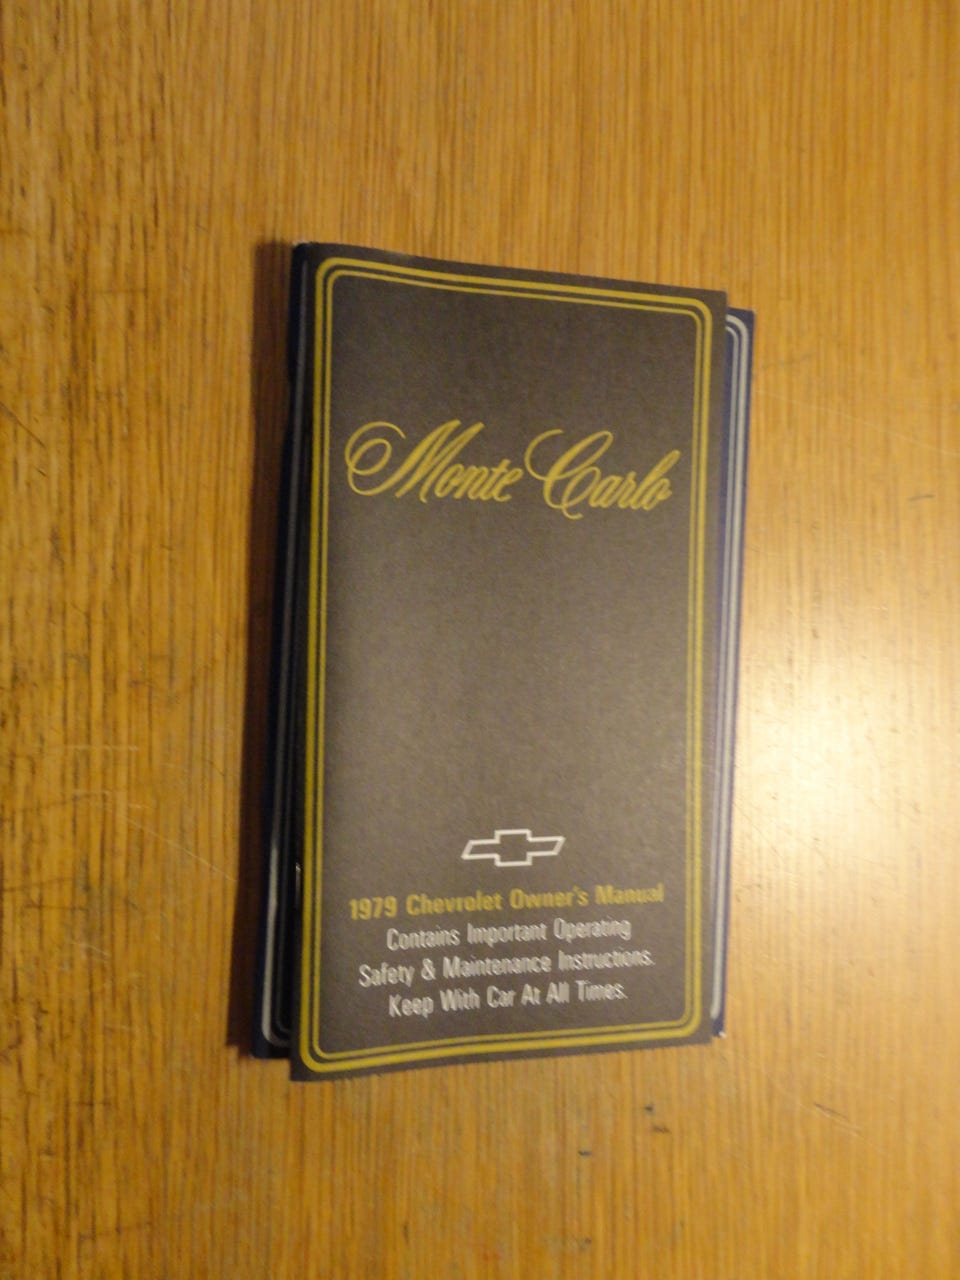 Monte Carlo
1979 Chevrolet Owner's Manual
Contains Important Operating
Safety & Maintenance Instructions.
Keep With Car At All Times.